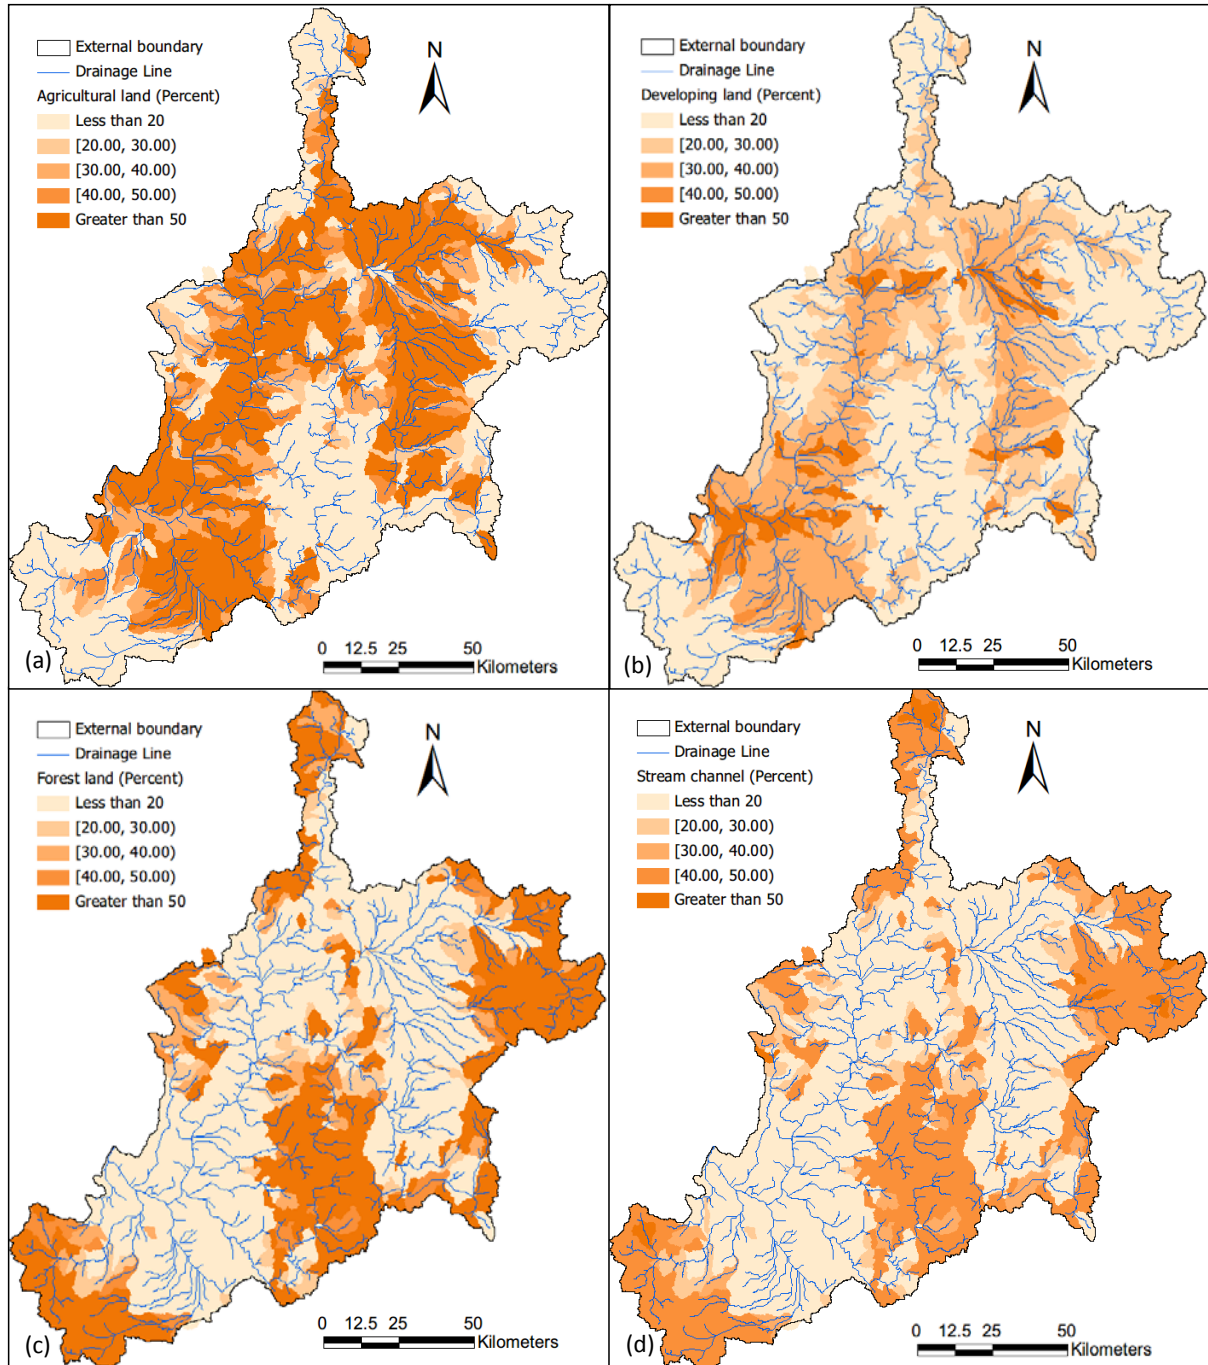 External boundary
Drainage Line
Agricultural land (Percent)
Less than 20
[20.00, 30.00)
[30.00, 40.00)
[40.00, 50.00)
Greater than 50
N
0 12.5 25 50
Kilometers
(a)
External boundary
Drainage Line
Developing land (Percent)
Less than 20
[20.00, 30.00)
[30.00, 40.00)
[40.00, 50.00)
Greater than 50
N
0 12.5 25 50
Kilometers
(b)
External boundary
Drainage Line
Forest land (Percent)
Less than 20
[20.00, 30.00)
[30.00, 40.00)
[40.00, 50.00)
Greater than 50
N
0 12.5 25 50
Kilometers
(c)
External boundary
Drainage Line
Stream channel (Percent)
Less than 20
[20.00, 30.00)
[30.00, 40.00)
[40.00, 50.00)
Greater than 50
N
0 12.5 25 50
Kilometers
(d)